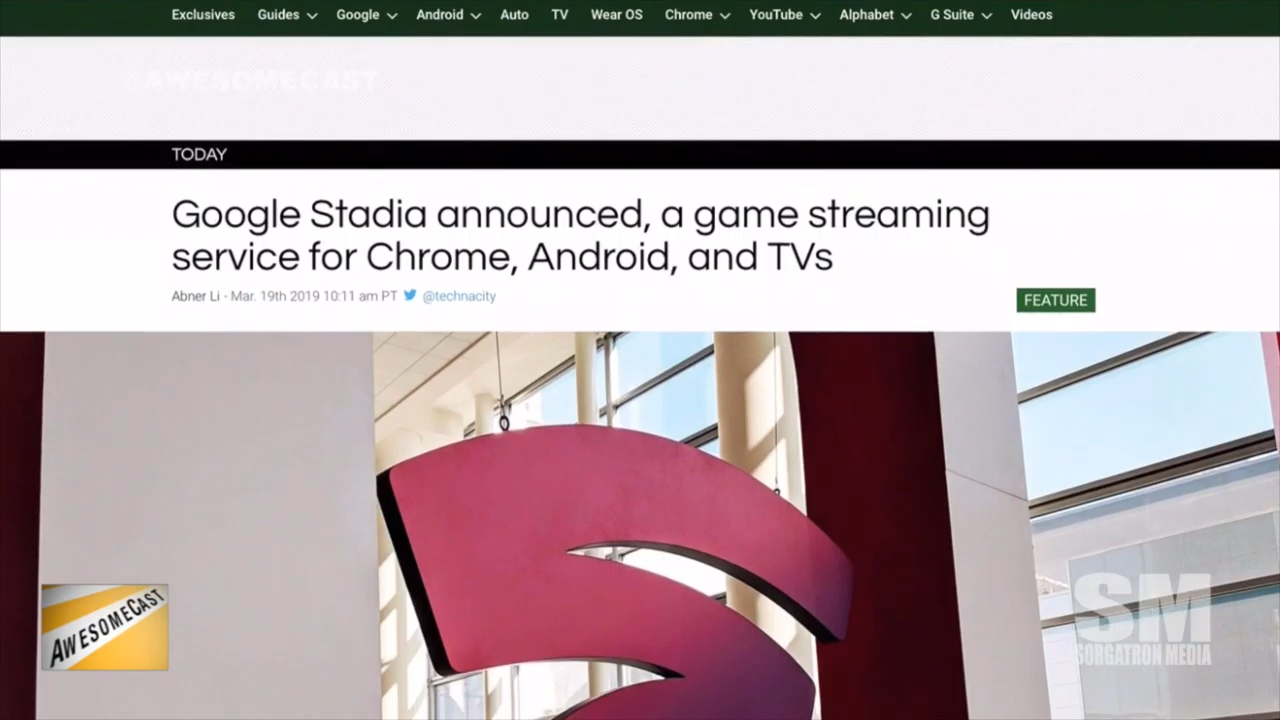 Exclusives Guides Google Android Auto TV Wear OS Chrome YouTube Alphabet G Suite Videos
#AWESOMECAST
TODAY
Google Stadia announced, a game streaming
service for Chrome, Android, and TVs
Abner Li - Mar. 19th 2019 10:11 am PT @technacity
FEATURE
AWESOMECAST
SM
SORGATRON MEDIA